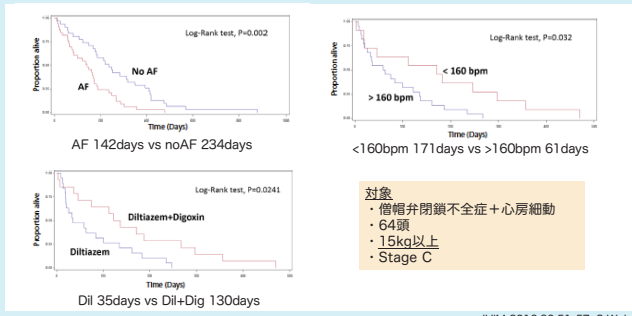 Log-Rank test, P=0.002
Proportion alive
No AF
AF
Time (Days)
AF 142days vs noAF 234days
Log-Rank test, P=0.032
Proportion alive
< 160 bpm
> 160 bpm
Time (Days)
<160bpm 171days vs >160bpm 61days
Log-Rank test, P=0.0241
Proportion alive
Diltiazem+Digoxin
Diltiazem
Time (Days)
Dil 35days vs Dil+Dig 130days
対象
・僧帽弁閉鎖不全症＋心房細動
・64頭
・15kg以上
・Stage C